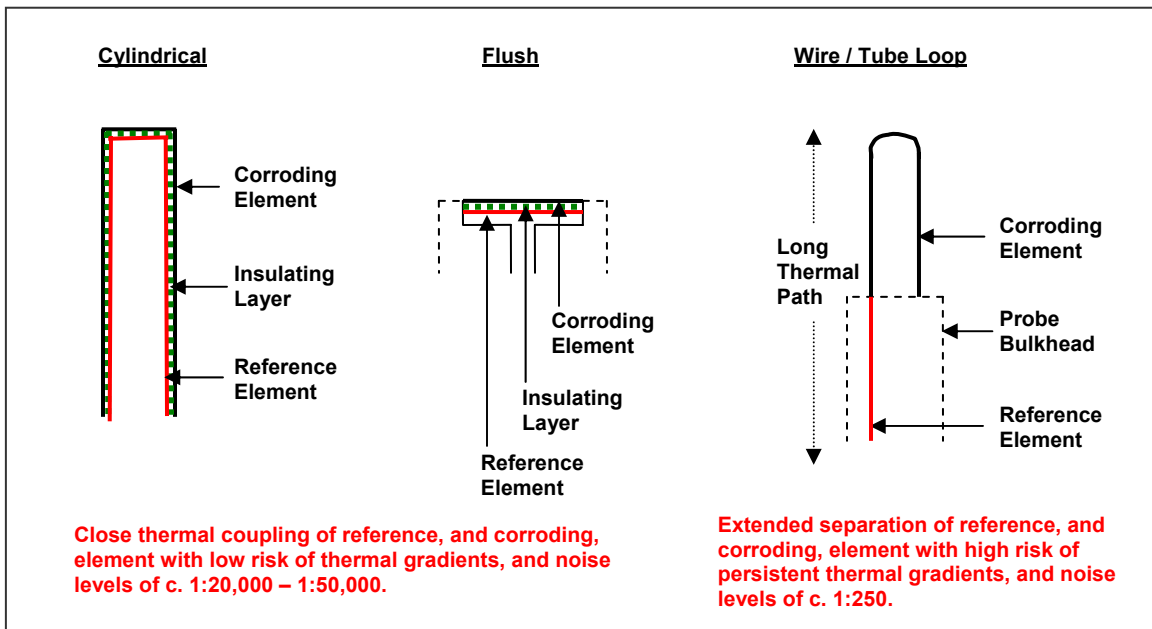 Cylindrical
Corroding
Element
Insulating
Layer
Reference
Element
Flush
Corroding
Element
Insulating
Layer
Reference
Element
Close thermal coupling of reference, and corroding,
element with low risk of thermal gradients, and noise
levels of c. 1:20,000 – 1:50,000.
Wire / Tube Loop
Long
Thermal
Path
Corroding
Element
Probe
Bulkhead
Reference
Element
Extended separation of reference, and
corroding, element with high risk of
persistent thermal gradients, and noise
levels of c. 1:250.